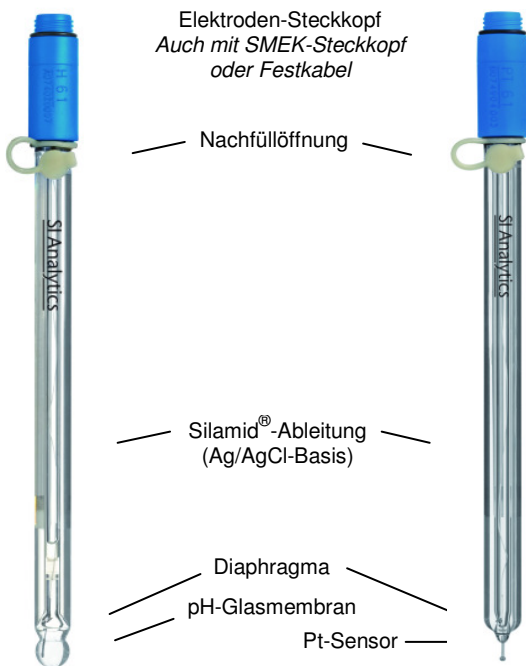 Elektroden-Steckkopf
Auch mit SMEK-Steckkopf
oder Festkabel
H 61
Nachfüllöffnung
SI Analytics
SI Analytics
Silamid®-Ableitung
(Ag/AgCl-Basis)
Diaphragma
pH-Glasmembran
Pt-Sensor